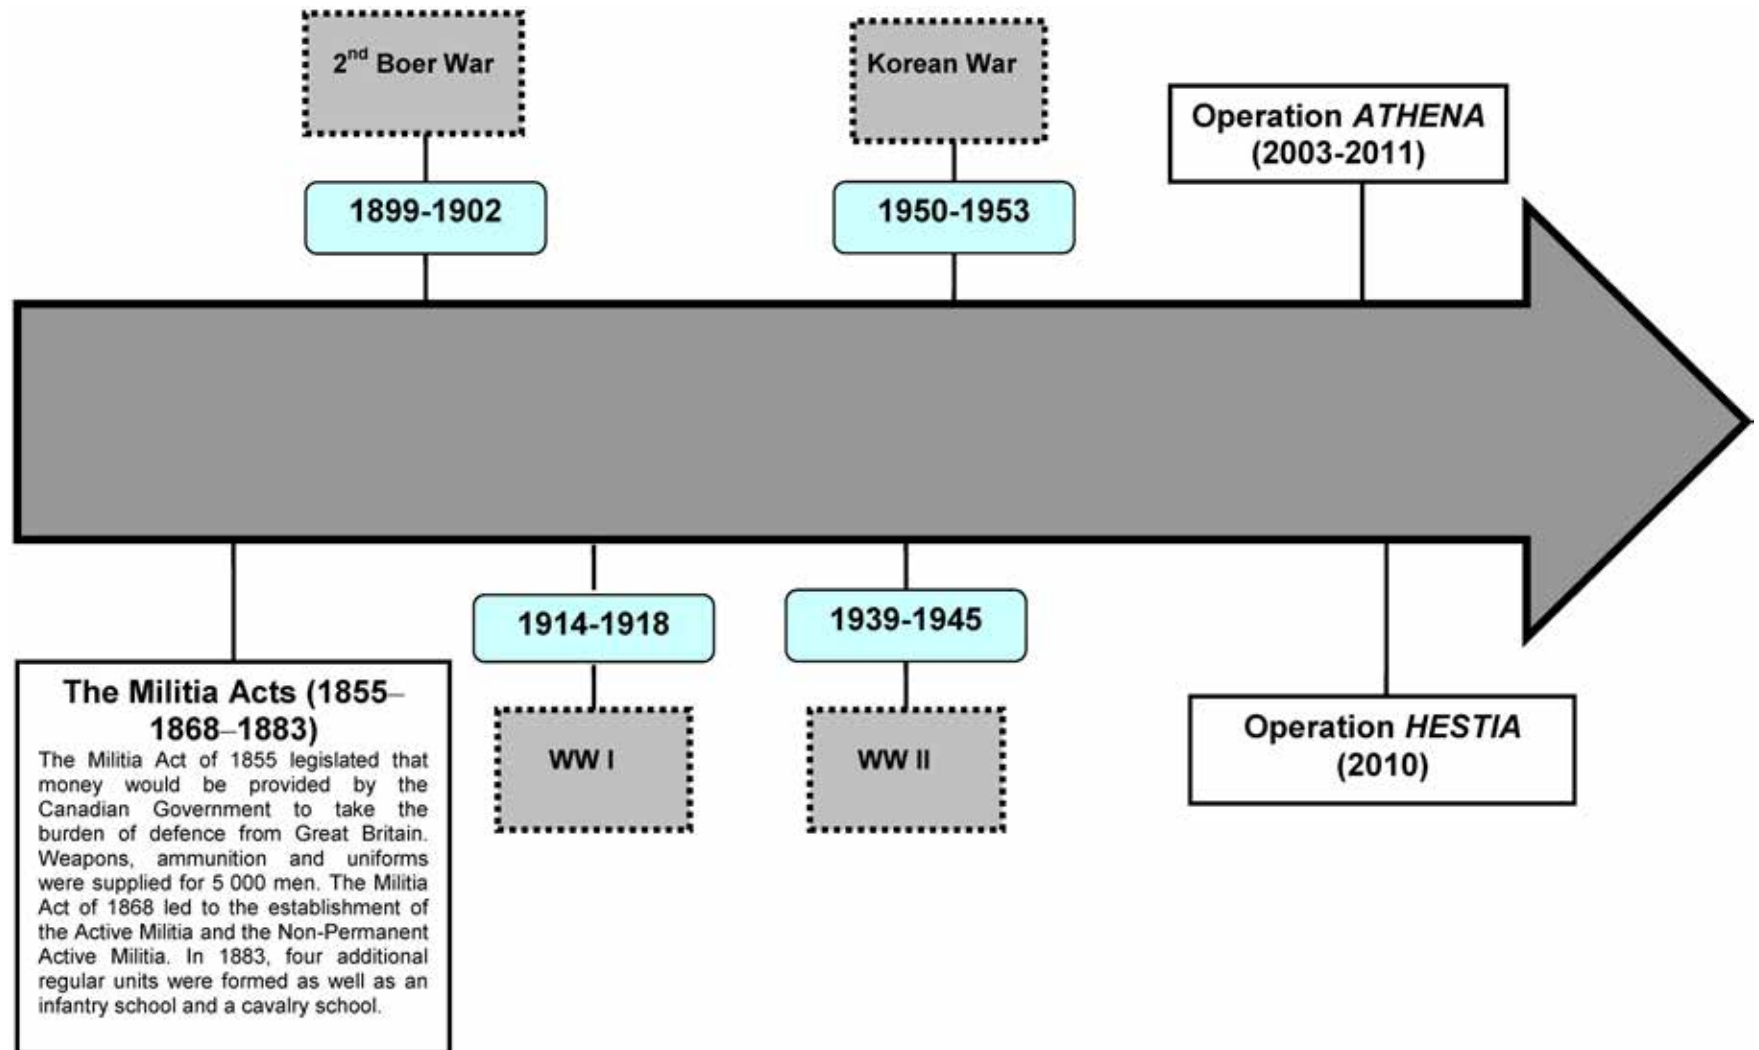 2nd Boer War
Korean War
Operation ATHENA
(2003-2011)
1899-1902
1950-1953
1914-1918
1939-1945
The Militia Acts (1855–
1868–1883)
The Militia Act of 1855 legislated that
money would be provided by the
Canadian Government to take the
burden of defence from Great Britain.
Weapons, ammunition and uniforms
were supplied for 5 000 men. The Militia
Act of 1868 led to the establishment of
the Active Militia and the Non-Permanent
Active Militia. In 1883, four additional
regular units were formed as well as an
infantry school and a cavalry school.
WW I
WW II
Operation HESTIA
(2010)